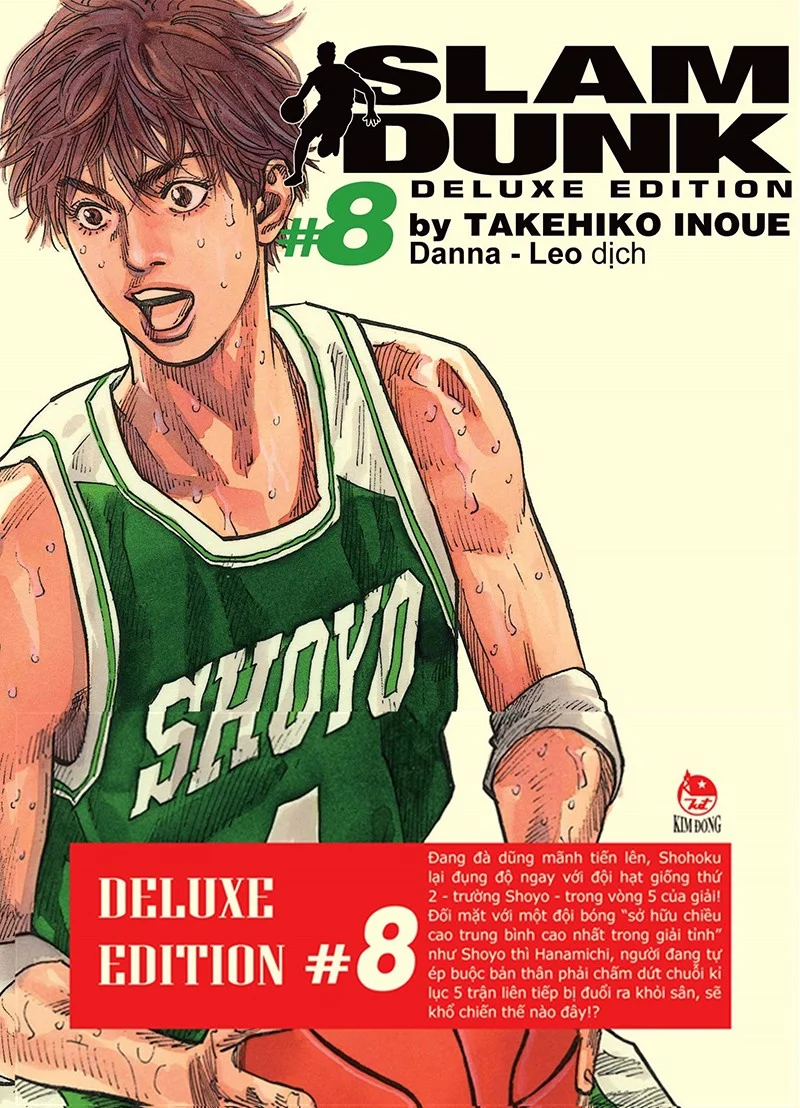 SLAM
DUNK
DELUXE EDITION
#8
by TAKEHIKO INOUE
Danna - Leo dịch
SHOYO
4
KIM ĐỒNG
DELUXE
EDITION #8
Đang đà dũng mãnh tiến lên, Shohoku
lại đụng độ ngay với đội hạt giống thứ
2 - trường Shoyo - trong vòng 5 của giải!
Đối mặt với một đội bóng “sở hữu chiều
cao trung bình cao nhất trong giải tỉnh”
như Shoyo thì Hanamichi, người đang tự
ép buộc bản thân phải chấm dứt chuỗi kỉ
lục 5 trận liên tiếp bị đuổi ra khỏi sân, sẽ
khổ chiến thế nào đây!?